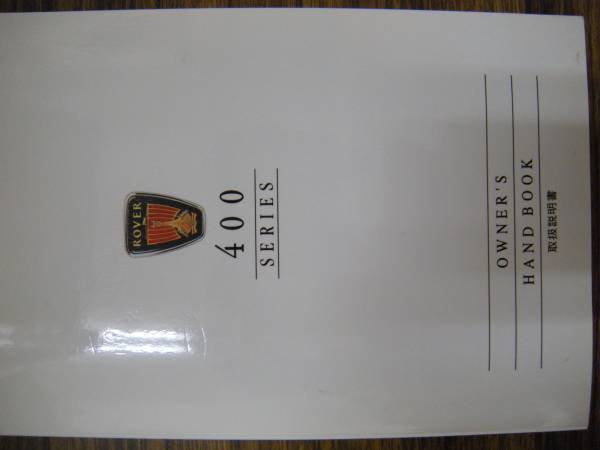 ROVER
400
SERIES
OWNER'S
HAND BOOK
取扱説明書